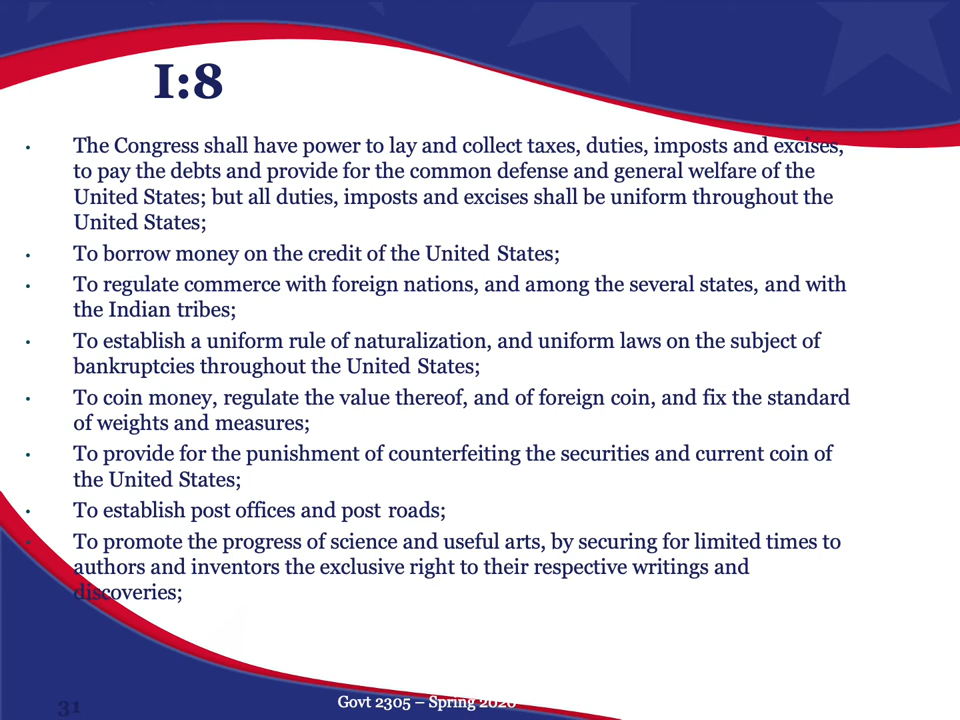 I:8
• The Congress shall have power to lay and collect taxes, duties, imposts and excises,
to pay the debts and provide for the common defense and general welfare of the
United States; but all duties, imposts and excises shall be uniform throughout the
United States;
• To borrow money on the credit of the United States;
• To regulate commerce with foreign nations, and among the several states, and with
the Indian tribes;
• To establish a uniform rule of naturalization, and uniform laws on the subject of
bankruptcies throughout the United States;
• To coin money, regulate the value thereof, and of foreign coin, and fix the standard
of weights and measures;
• To provide for the punishment of counterfeiting the securities and current coin of
the United States;
• To establish post offices and post roads;
• To promote the progress of science and useful arts, by securing for limited times to
authors and inventors the exclusive right to their respective writings and
discoveries;
31
Govt 2305 – Spring 2020